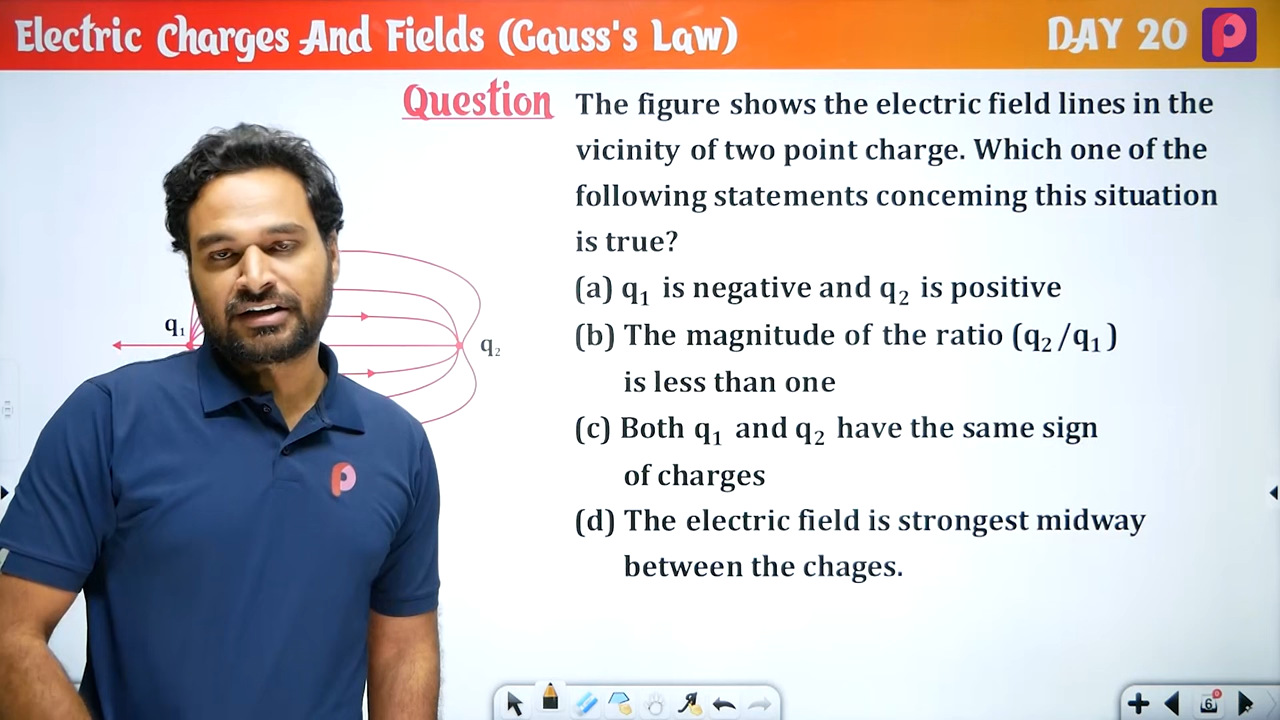 Electric Charges And Fields (Gauss's Law)
DAY 20
Question
The figure shows the electric field lines in the
vicinity of two point charge. Which one of the
following statements conceming this situation
is true?
(a) q₁ is negative and q₂ is positive
(b) The magnitude of the ratio (q₂/q₁)
is less than one
(c) Both q₁ and q₂ have the same sign
of charges
(d) The electric field is strongest midway
between the chages.
q₁
q₂
6